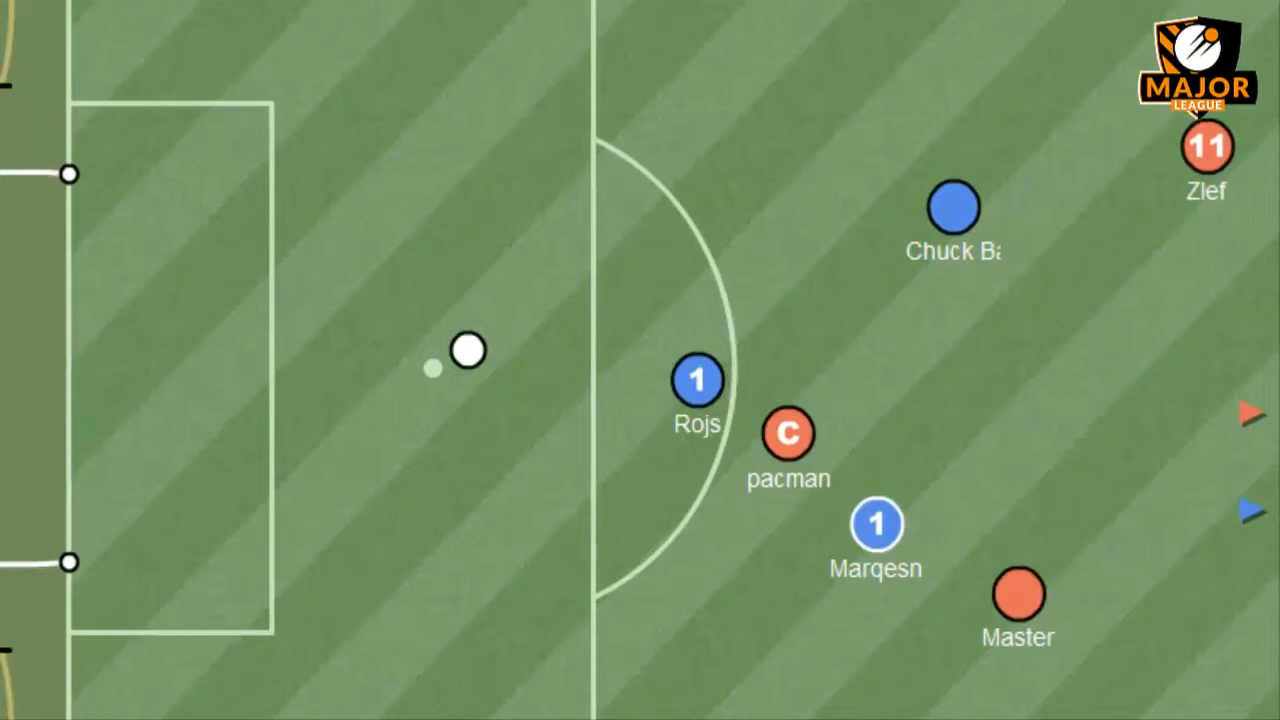 MAJOR
LEAGUE
11
Zlef
Chuck Ba
1
Rojs
C
pacman
1
Marqesn
Master